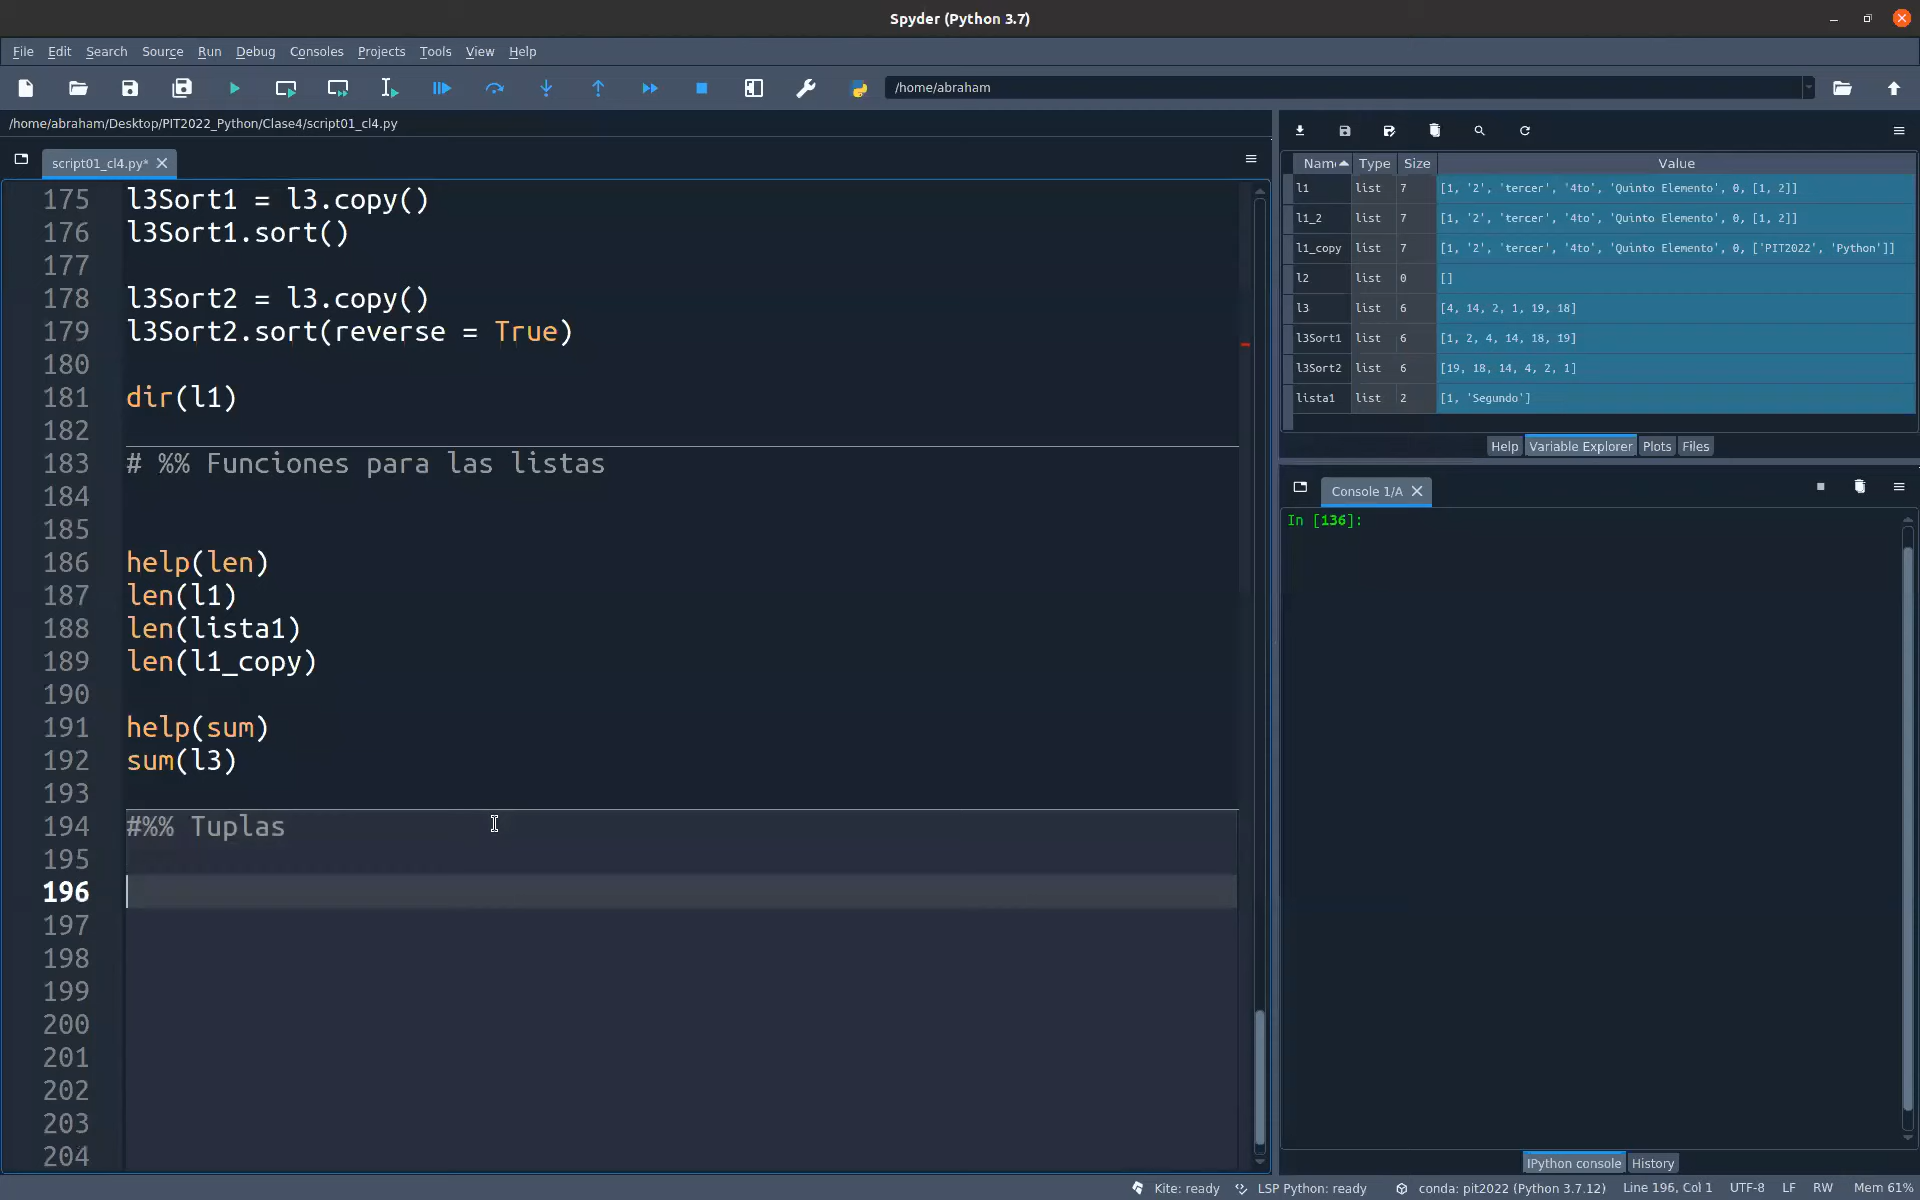 Spyder (Python 3.7)
File Edit Search Source Run Debug Consoles Projects Tools View Help
/home/abraham
/home/abraham/Desktop/PIT2022_Python/Clase4/script01_cl4.py
script01_cl4.py*
175 l3Sort1 = l3.copy()
176 l3Sort1.sort()
177
178 l3Sort2 = l3.copy()
179 l3Sort2.sort(reverse = True)
180
181 dir(l1)
182
183 # %% Funciones para las listas
184
185
186 help(len)
187 len(l1)
188 len(lista1)
189 len(l1_copy)
190
191 help(sum)
192 sum(l3)
193
194 #%% Tuplas
195
196
197
198
199
200
201
202
203
204
Name Type Size Value
l1 list 7 [1, '2', 'tercer', '4to', 'Quinto Elemento', 0, [1, 2]]
l1_2 list 7 [1, '2', 'tercer', '4to', 'Quinto Elemento', 0, [1, 2]]
l1_copy list 7 [1, '2', 'tercer', '4to', 'Quinto Elemento', 0, ['PIT2022', 'Python']]
l2 list 0 []
l3 list 6 [4, 14, 2, 1, 19, 18]
l3Sort1 list 6 [1, 2, 4, 14, 18, 19]
l3Sort2 list 6 [19, 18, 14, 4, 2, 1]
lista1 list 2 [1, 'Segundo']
Help Variable Explorer Plots Files
Console 1/A
In [136]:
IPython console History
Kite: ready LSP Python: ready conda: pit2022 (Python 3.7.12) Line 196, Col 1 UTF-8 LF RW Mem 61%